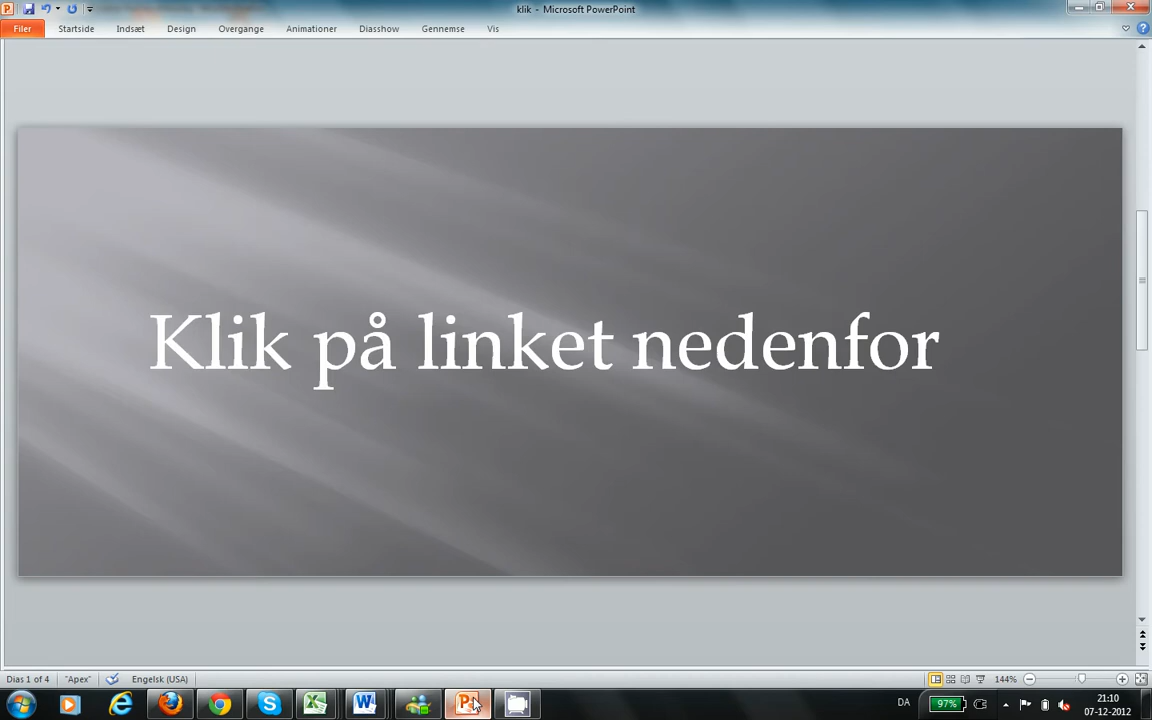 klik - Microsoft PowerPoint
Filer Startside Indsæt Design Overgange Animationer Diasshow Gennemse Vis
Klik på linket nedenfor
Dias 1 of 4 "Apex" Engelsk (USA) 144%
DA 97% 21:10
07-12-2012